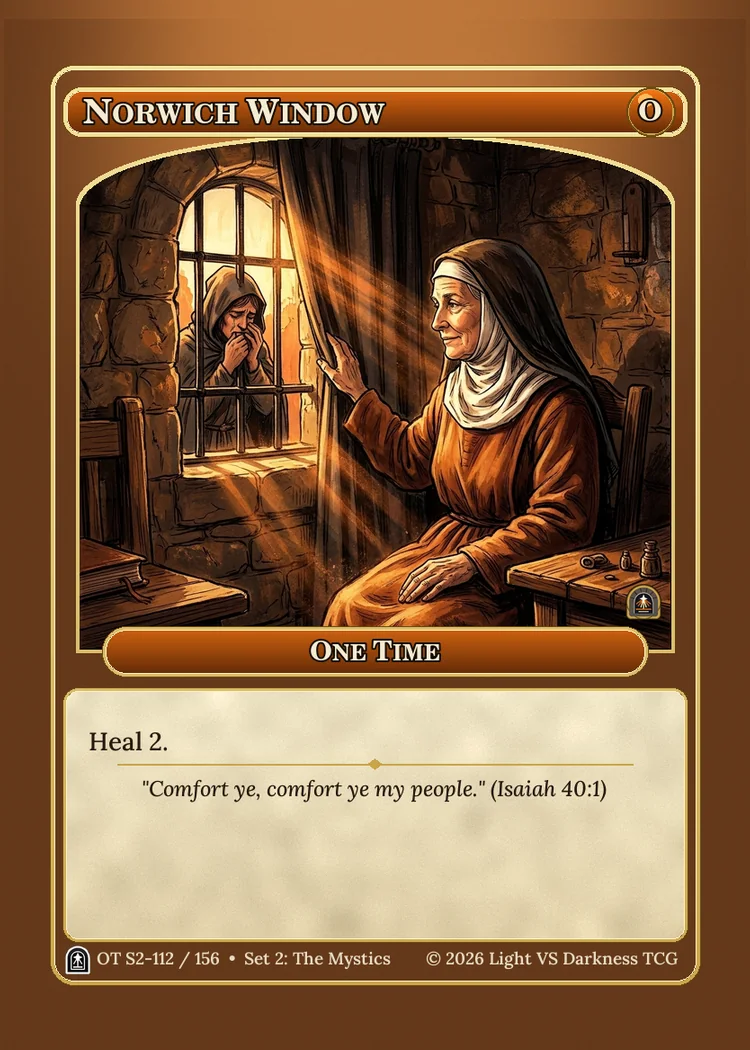 Norwich Window
O
One Time
Heal 2.
"Comfort ye, comfort ye my people." (Isaiah 40:1)
OT S2-112 / 156 • Set 2: The Mystics © 2026 Light VS Darkness TCG